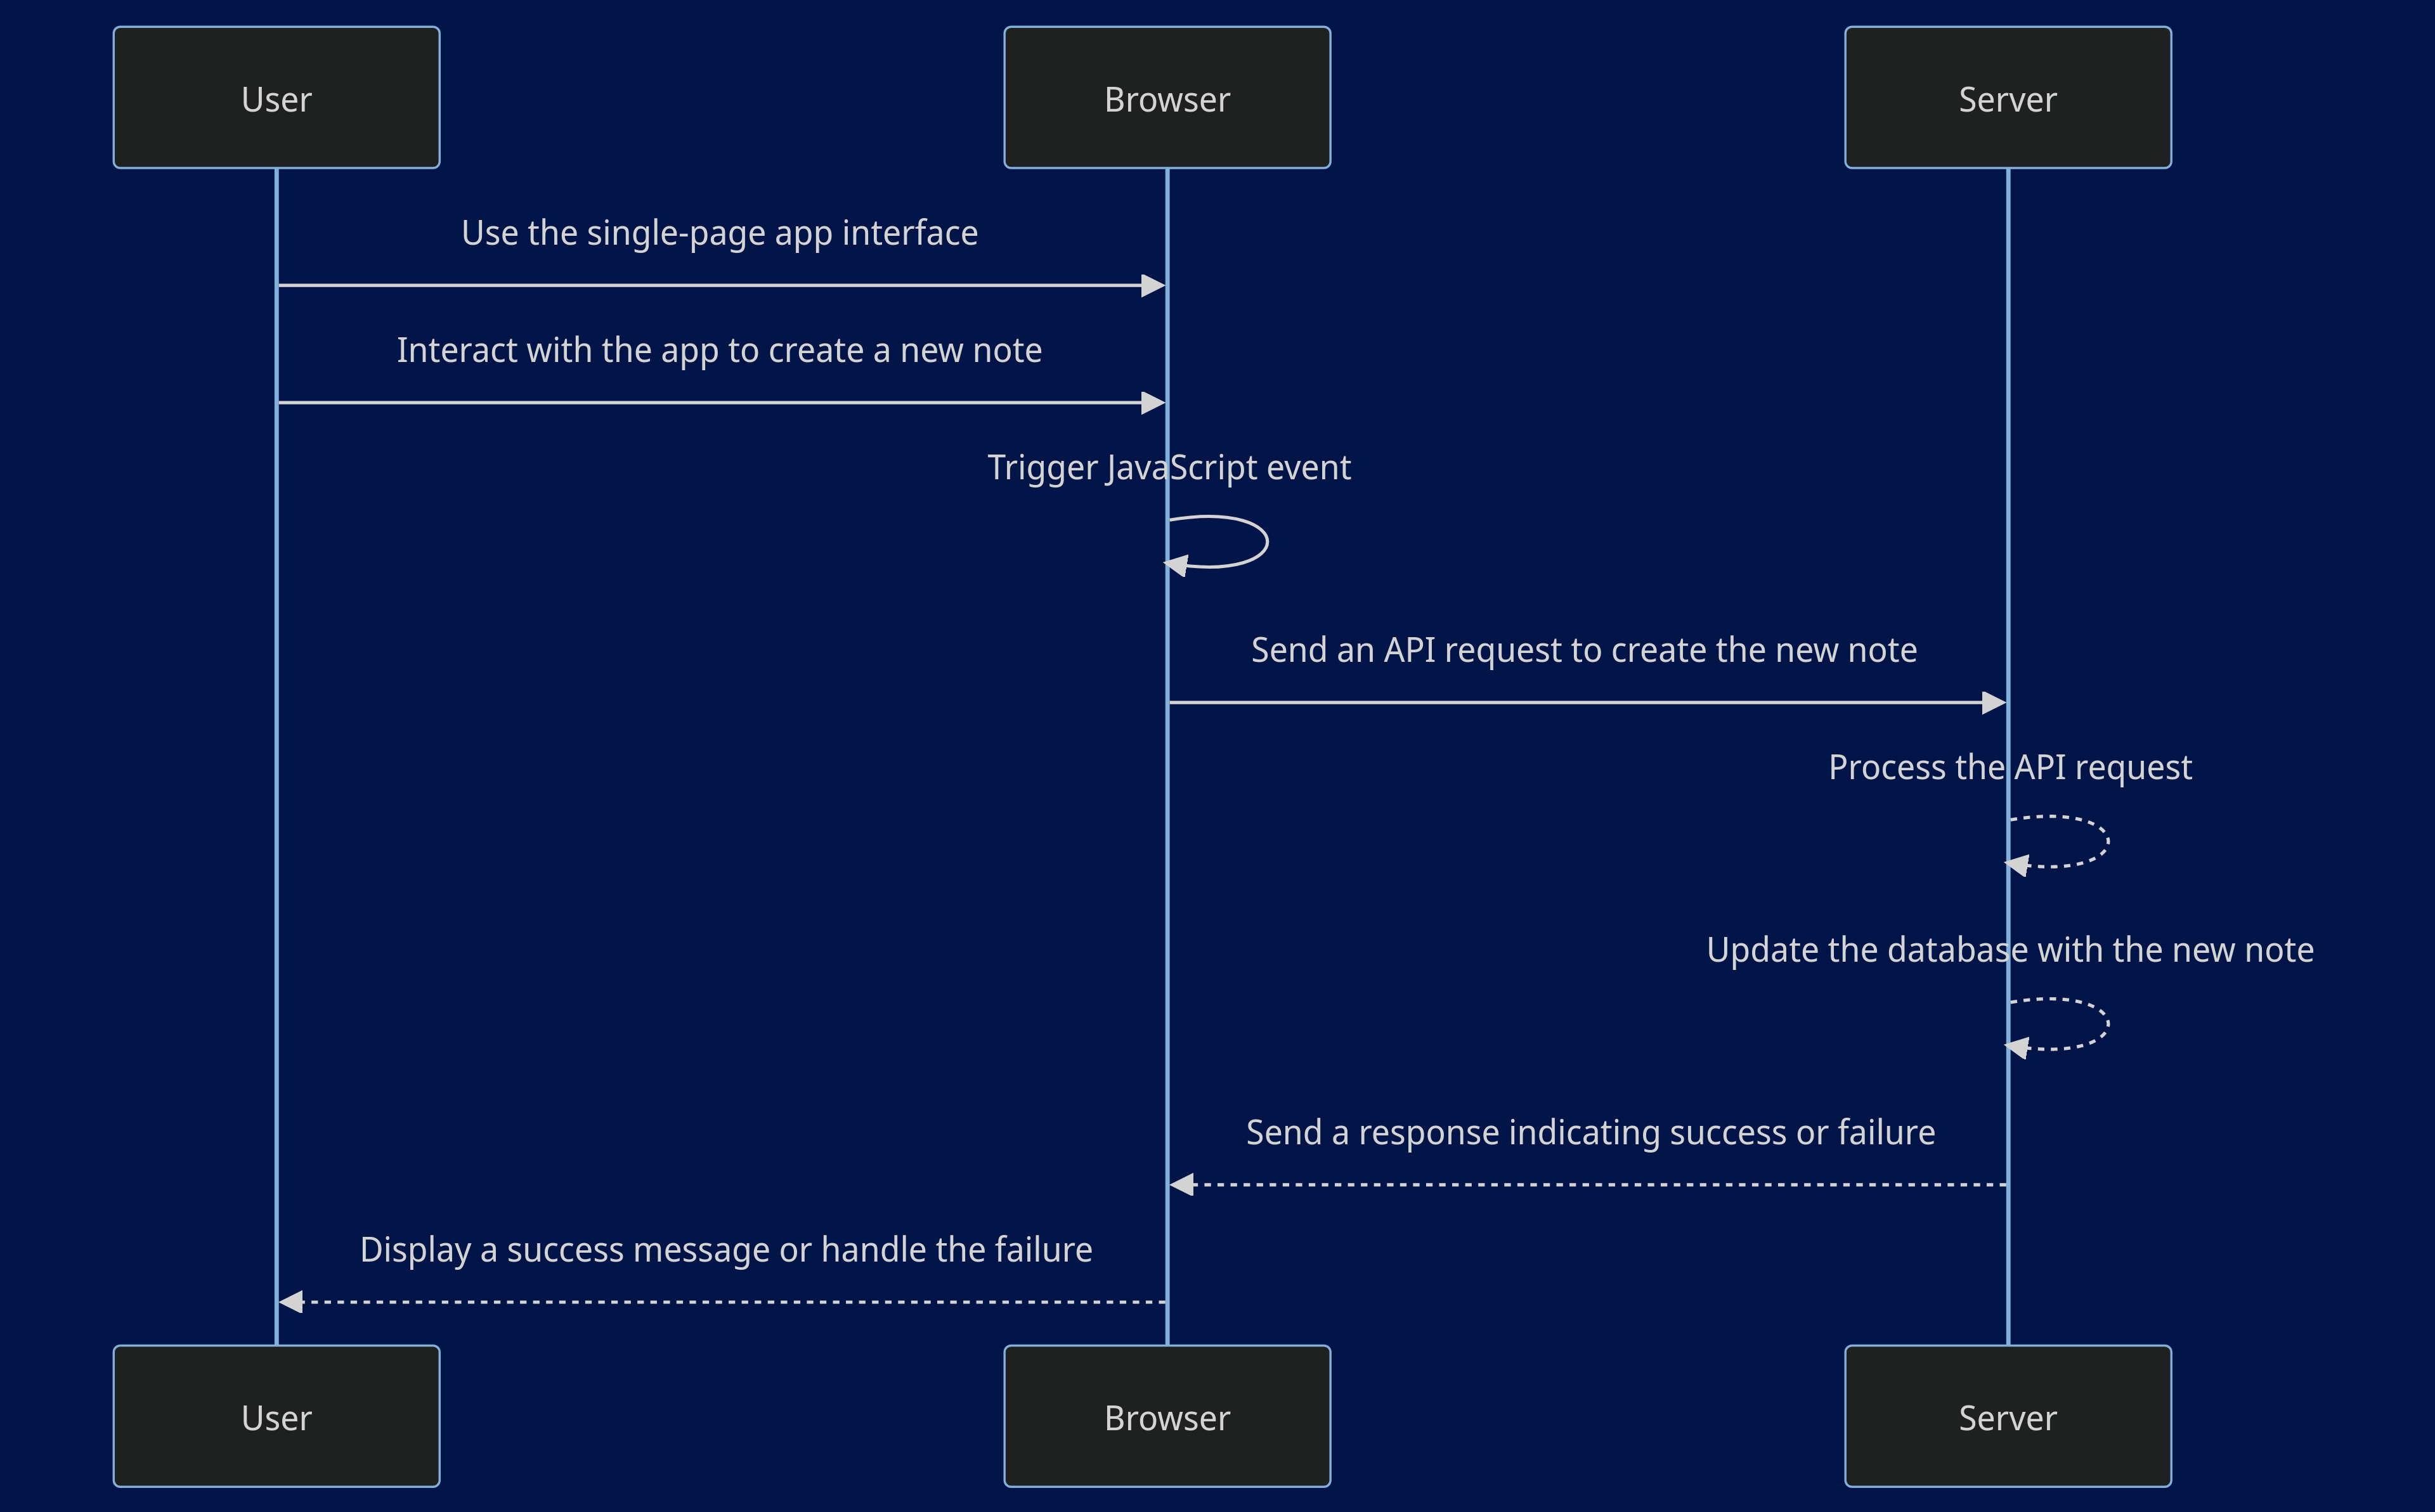 User
Browser
Server
Use the single-page app interface
Interact with the app to create a new note
Trigger JavaScript event
Send an API request to create the new note
Process the API request
Update the database with the new note
Send a response indicating success or failure
Display a success message or handle the failure
User
Browser
Server